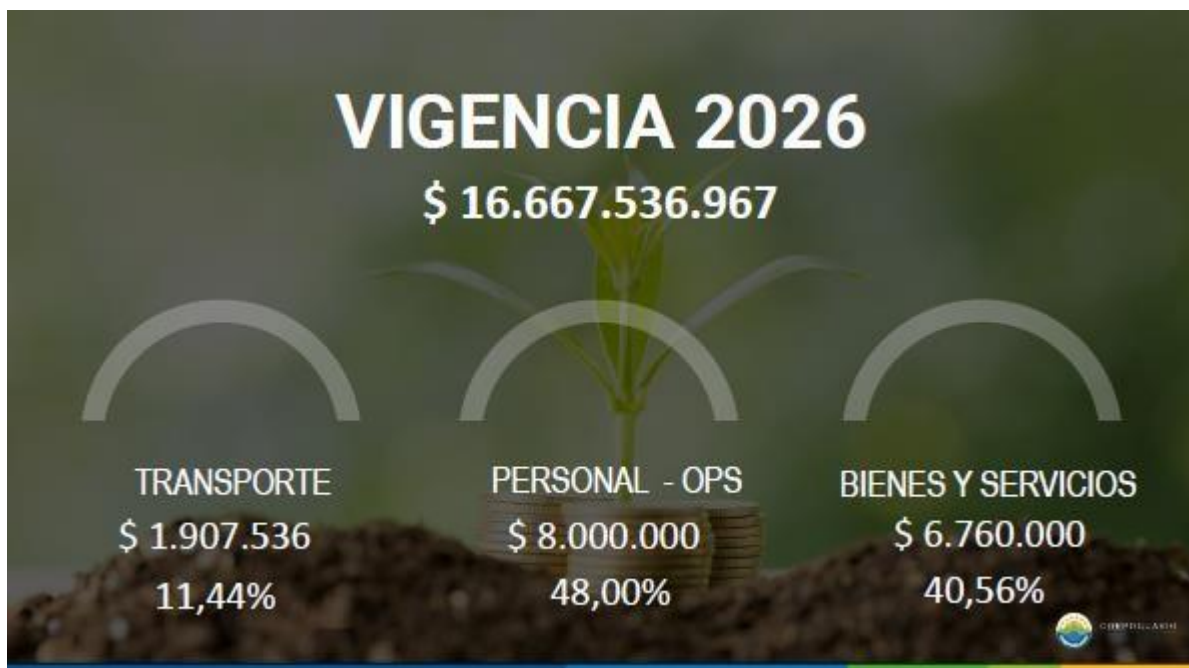 VIGENCIA 2026
$ 16.667.536.967
TRANSPORTE
$ 1.907.536
11,44%
PERSONAL - OPS
$ 8.000.000
48,00%
BIENES Y SERVICIOS
$ 6.760.000
40,56%